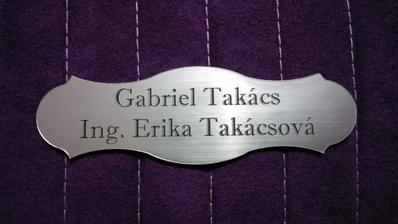 Gabriel Takács
Ing. Erika Takácsová